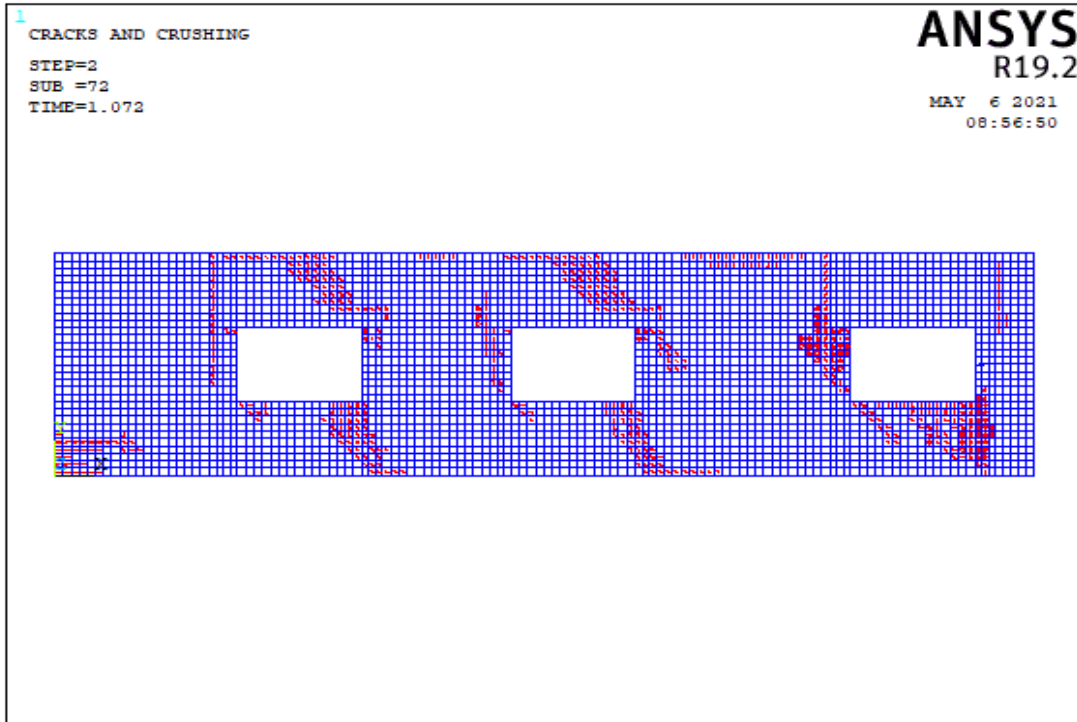 1
CRACKS AND CRUSHING
STEP=2
SUB =72
TIME=1.072
ANSYS
R19.2
MAY  6 2021
08:56:50
Y
X